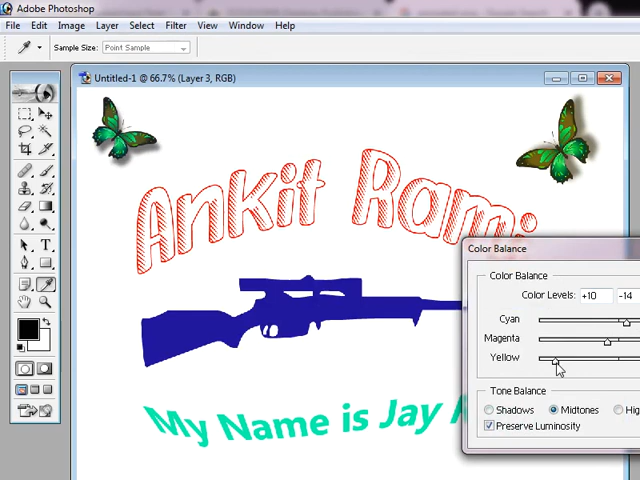 Adobe Photoshop
File Edit Image Layer Select Filter View Window Help
Sample Size: Point Sample
Untitled-1 @ 66.7% (Layer 3, RGB)
Ankit Rami
Color Balance
Color Balance
Color Levels: +10 -14
Cyan
Magenta
Yellow
My Name is Jay
Tone Balance
Shadows Midtones
Preserve Luminosity